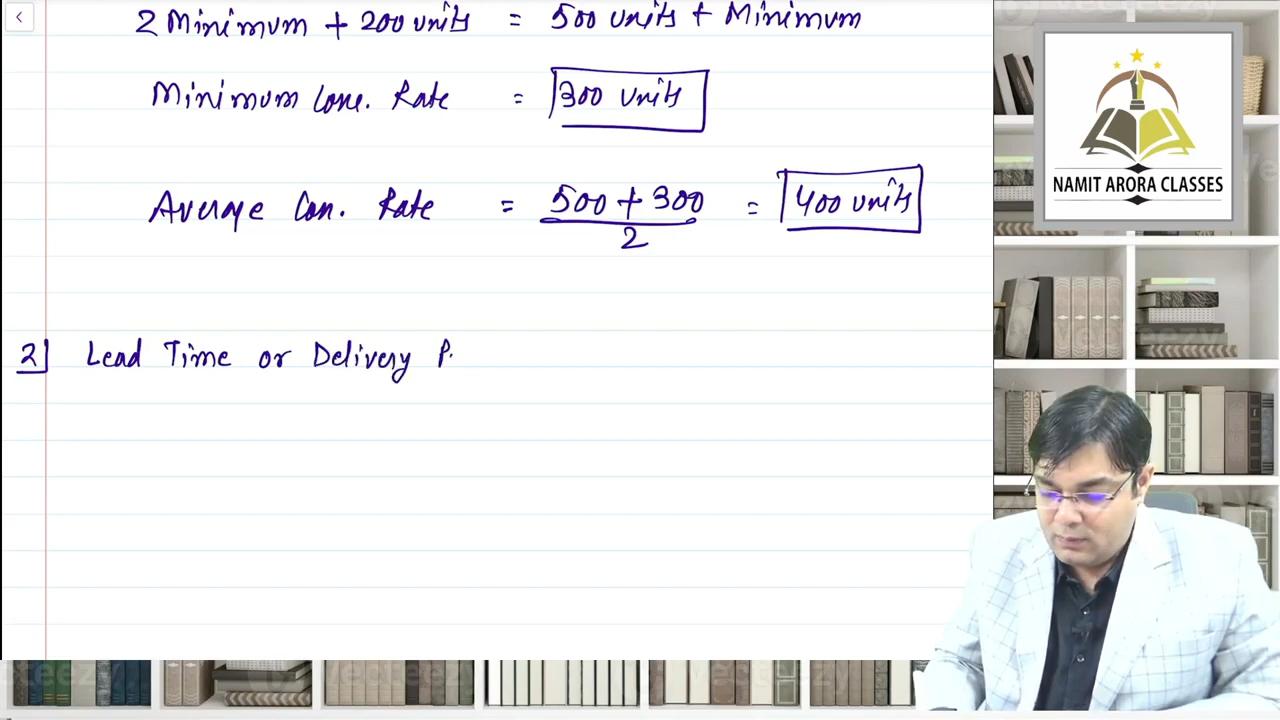 2 Minimum + 200 units = 500 units + Minimum
Minimum Con. Rate = 300 units
Average Con. Rate = 500 + 300 / 2 = 400 units
2] Lead Time or Delivery P.
NAMIT ARORA CLASSES